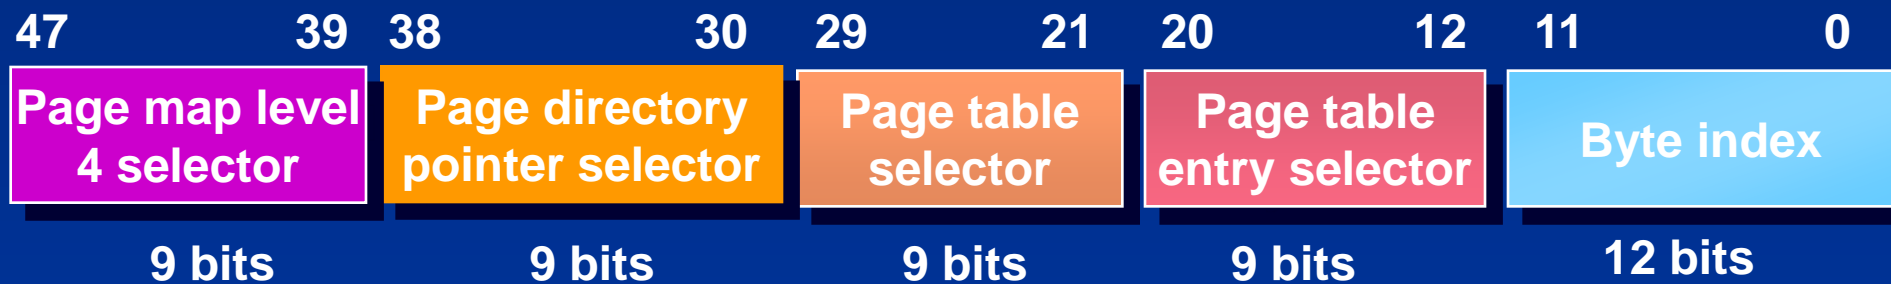 47 39 38 30 29 21 20 12 11 0
Page map level
4 selector
Page directory
pointer selector
Page table
selector
Page table
entry selector
Byte index
9 bits 9 bits 9 bits 9 bits 12 bits